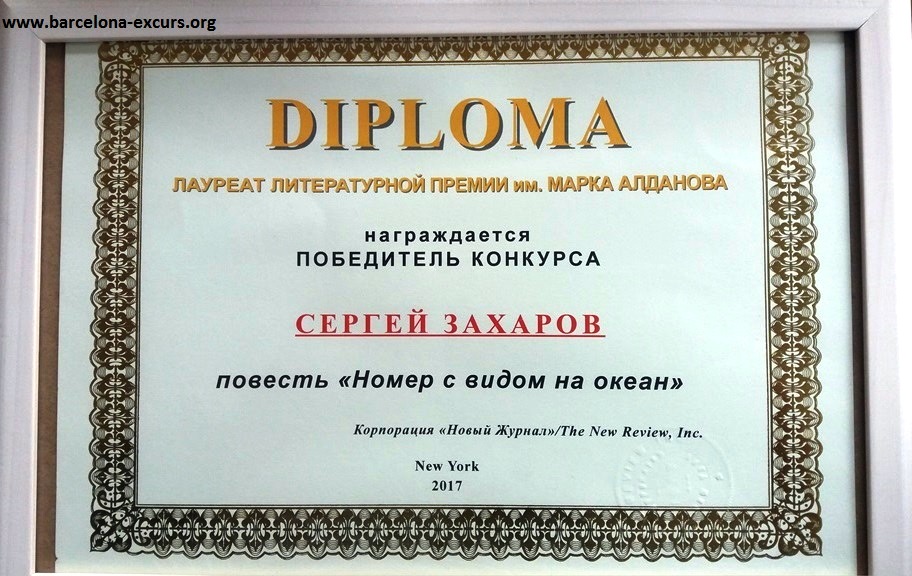 www.barcelona-excurs.org
DIPLOMA
ЛАУРЕАТ ЛИТЕРАТУРНОЙ ПРЕМИИ им. МАРКА АЛДАНОВА
награждается
ПОБЕДИТЕЛЬ КОНКУРСА
СЕРГЕЙ ЗАХАРОВ
повесть «Номер с видом на океан»
Корпорация «Новый Журнал»/The New Review, Inc.
New York
2017